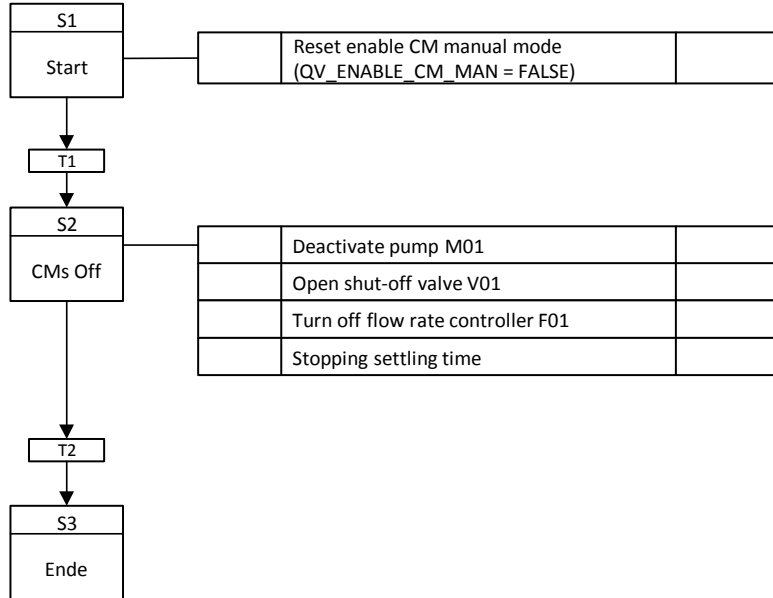 S1
Start
Reset enable CM manual mode
(QV_ENABLE_CM_MAN = FALSE)
T1
S2
CMs Off
Deactivate pump M01
Open shut-off valve V01
Turn off flow rate controller F01
Stopping settling time
T2
S3
Ende